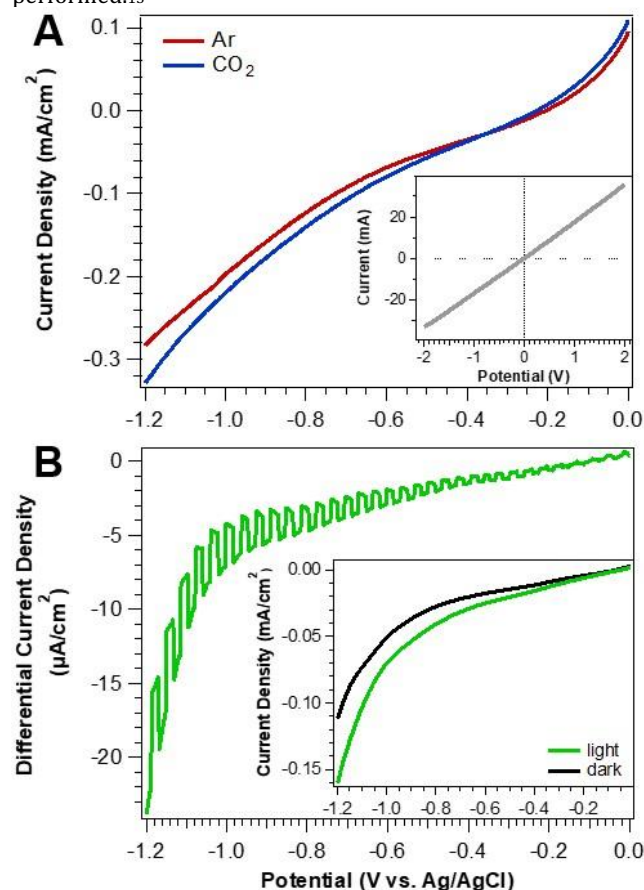 A
Ar
CO2
Current Density (mA/cm2)
0.1
0.0
-0.1
-0.2
-0.3
-1.2 -1.0 -0.8 -0.6 -0.4 -0.2 0.0
Current (mA)
20
0
-20
-2 -1 0 1 2
Potential (V)
B
Differential Current Density
(µA/cm2)
0
-5
-10
-15
-20
-1.2 -1.0 -0.8 -0.6 -0.4 -0.2 0.0
Potential (V vs. Ag/AgCl)
Current Density (mA/cm2)
0.00
-0.05
-0.10
-0.15
-1.2 -1.0 -0.8 -0.6 -0.4 -0.2
light
dark